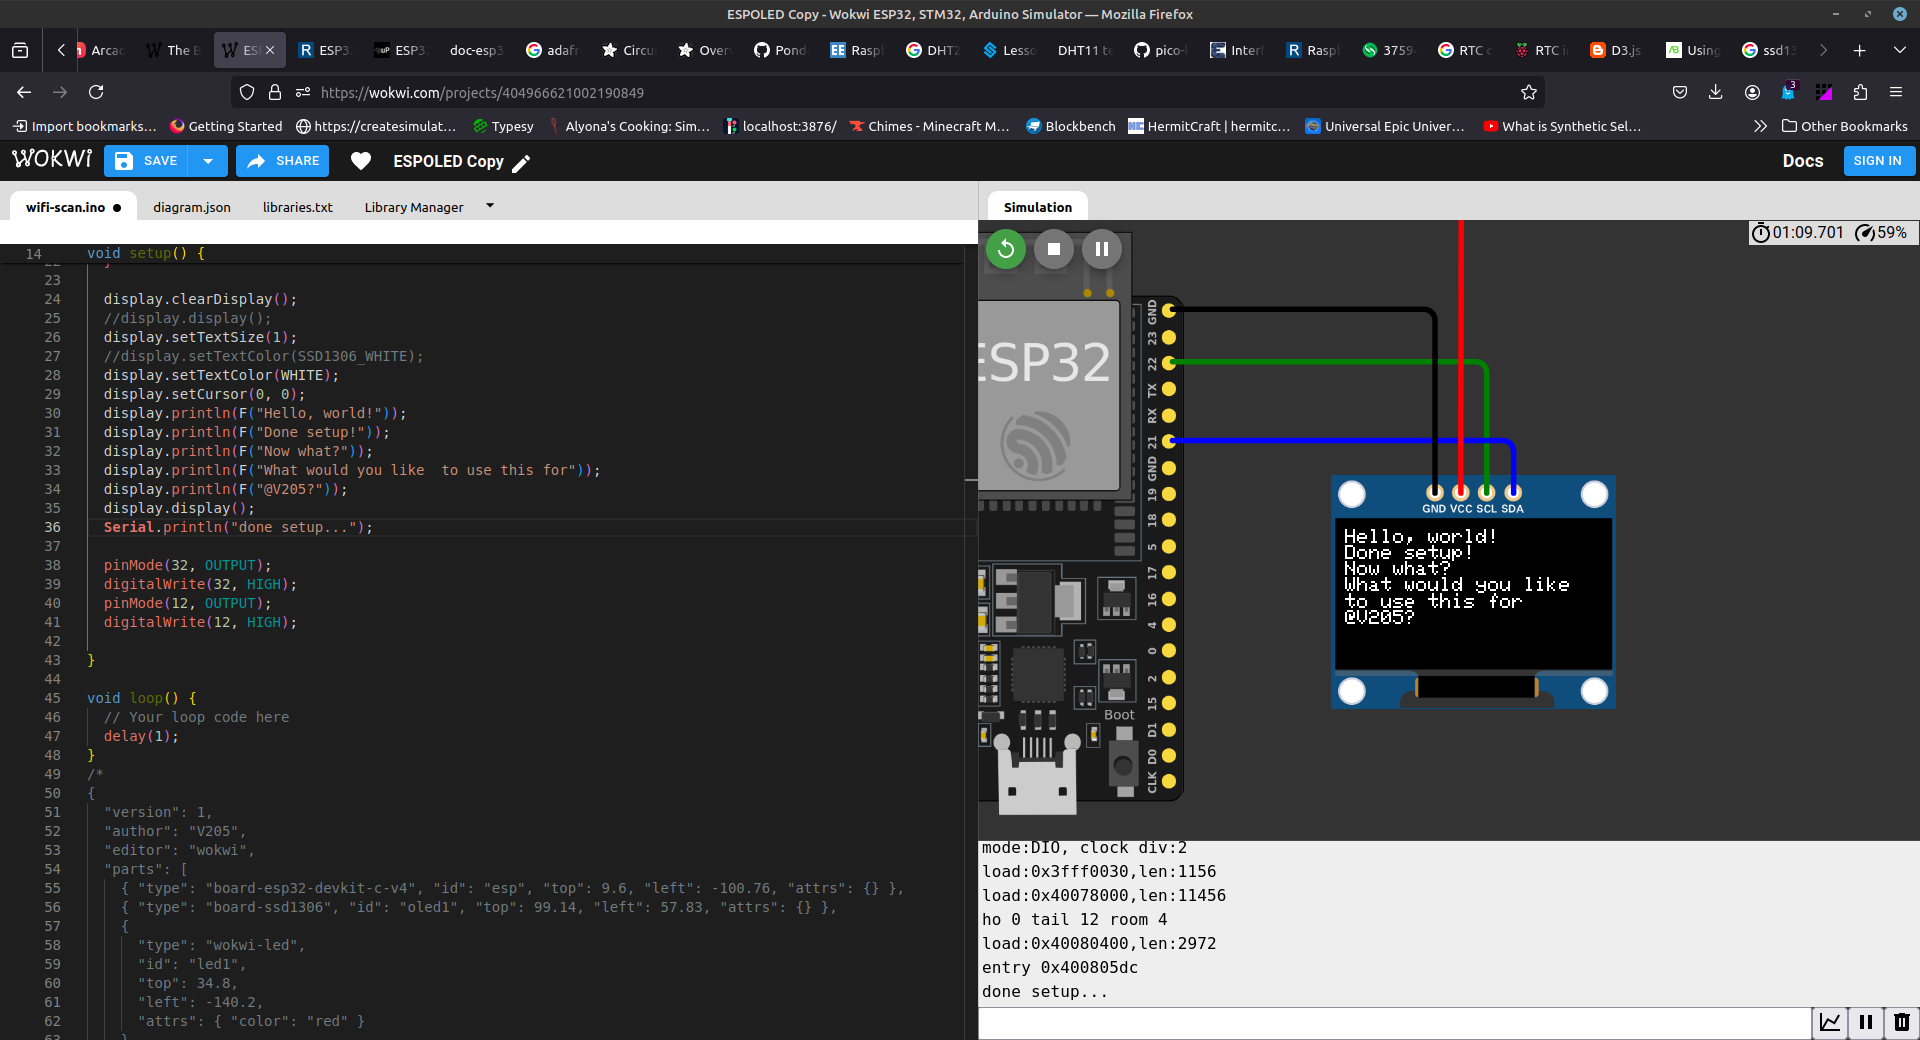 ESPOLED Copy - Wokwi ESP32, STM32, Arduino Simulator — Mozilla Firefox
Arcac
The B
ES
ESP3
ESP3
doc-esp3
adafr
Circu
Over
Pond
Rasp
DHT2
Lesso
DHT11 te
pico-
Interf
Rasp
3759
RTC c
RTC i
D3.js
Using
ssd13
https://wokwi.com/projects/404966621002190849
3
Import bookmarks...
Getting Started
https://createsimulat...
Typesy
Alyona's Cooking: Sim...
localhost:3876/
Chimes - Minecraft M...
Blockbench
HermitCraft | hermitc...
Universal Epic Univer...
What is Synthetic Sel...
Other Bookmarks
WOKWI
SAVE
SHARE
ESPOLED Copy
Docs
SIGN IN
wifi-scan.ino
diagram.json
libraries.txt
Library Manager
14 void setup() {
23
24 display.clearDisplay();
25 //display.display();
26 display.setTextSize(1);
27 //display.setTextColor(SSD1306_WHITE);
28 display.setTextColor(WHITE);
29 display.setCursor(0, 0);
30 display.println(F("Hello, world!"));
31 display.println(F("Done setup!"));
32 display.println(F("Now what?"));
33 display.println(F("What would you like  to use this for"));
34 display.println(F("@V205?"));
35 display.display();
36 Serial.println("done setup...");
37
38 pinMode(32, OUTPUT);
39 digitalWrite(32, HIGH);
40 pinMode(12, OUTPUT);
41 digitalWrite(12, HIGH);
42
43 }
44
45 void loop() {
46 // Your loop code here
47 delay(1);
48 }
49 /*
50 {
51 "version": 1,
52 "author": "V205",
53 "editor": "wokwi",
54 "parts": [
55 { "type": "board-esp32-devkit-c-v4", "id": "esp", "top": 9.6, "left": -100.76, "attrs": {} },
56 { "type": "board-ssd1306", "id": "oled1", "top": 99.14, "left": 57.83, "attrs": {} },
57 {
58 "type": "wokwi-led",
59 "id": "led1",
60 "top": 34.8,
61 "left": -140.2,
62 "attrs": { "color": "red" }
Simulation
01:09.701
59%
ESP32
GND
23
22
TX
RX
21
GND
19
18
5
17
16
4
0
2
15
D1
D0
CLK
Boot
GND VCC SCL SDA
Hello, world!
Done setup!
Now what?
What would you like
to use this for
@V205?
mode:DIO, clock div:2
load:0x3fff0030,len:1156
load:0x40078000,len:11456
ho 0 tail 12 room 4
load:0x40080400,len:2972
entry 0x400805dc
done setup...